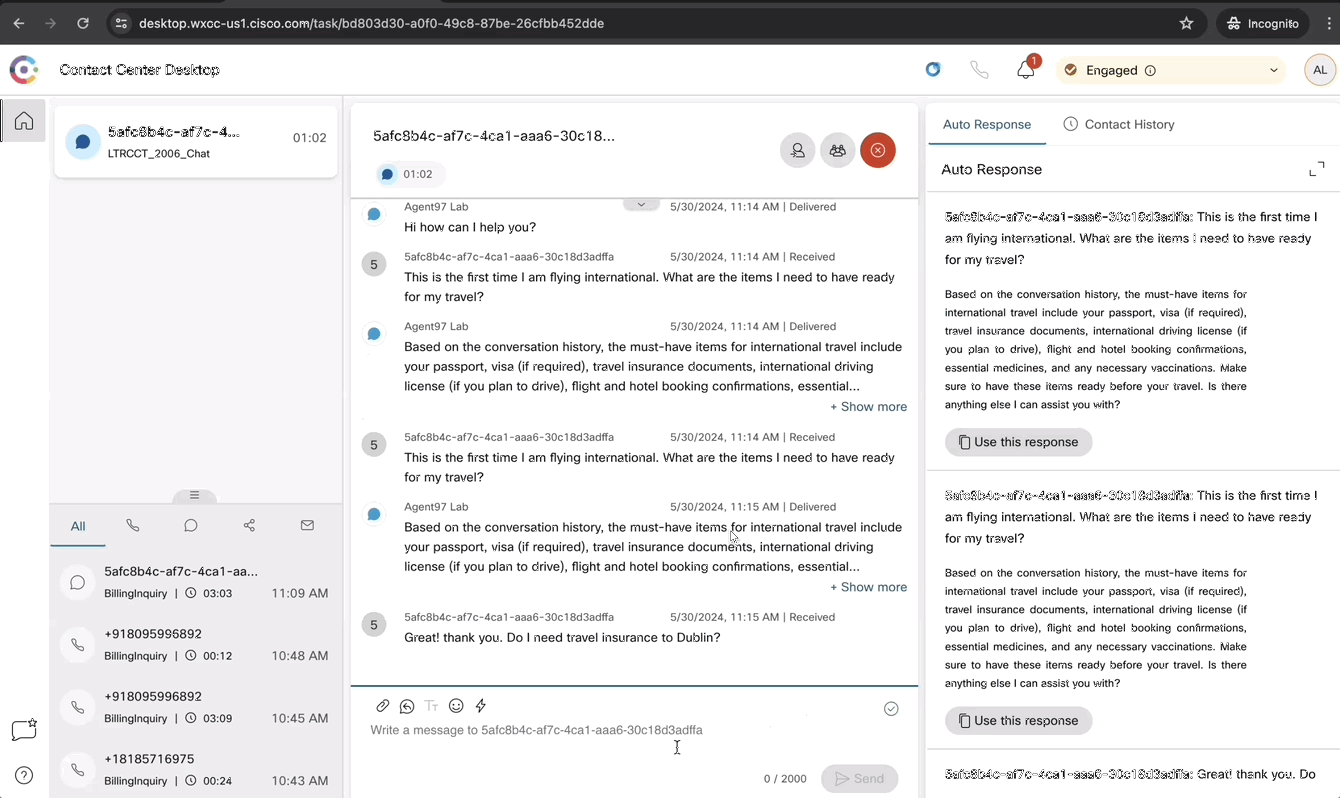 desktop.wxcc-us1.cisco.com/task/bd803d30-a0f0-49c8-87be-26cfbb452dde
Incognito
Contact Center Desktop
1
Engaged
AL
5afc8b4c-af7c-4...
01:02
LTRCCT_2006_Chat
All
5afc8b4c-af7c-4ca1-aa...
BillingInquiry | 03:03 11:09 AM
+918095996892
BillingInquiry | 00:12 10:48 AM
+918095996892
BillingInquiry | 03:09 10:45 AM
+18185716975
BillingInquiry | 00:24 10:43 AM
5afc8b4c-af7c-4ca1-aaa6-30c18...
01:02
Agent97 Lab 5/30/2024, 11:14 AM | Delivered
Hi how can I help you?
5
5afc8b4c-af7c-4ca1-aaa6-30c18d3adffa 5/30/2024, 11:14 AM | Received
This is the first time I am flying international. What are the items I need to have ready
for my travel?
Agent97 Lab 5/30/2024, 11:14 AM | Delivered
Based on the conversation history, the must-have items for international travel include
your passport, visa (if required), travel insurance documents, international driving
license (if you plan to drive), flight and hotel booking confirmations, essential...
+ Show more
5
5afc8b4c-af7c-4ca1-aaa6-30c18d3adffa 5/30/2024, 11:14 AM | Received
This is the first time I am flying international. What are the items I need to have ready
for my travel?
Agent97 Lab 5/30/2024, 11:15 AM | Delivered
Based on the conversation history, the must-have items for international travel include
your passport, visa (if required), travel insurance documents, international driving
license (if you plan to drive), flight and hotel booking confirmations, essential...
+ Show more
5
5afc8b4c-af7c-4ca1-aaa6-30c18d3adffa 5/30/2024, 11:15 AM | Received
Great! thank you. Do I need travel insurance to Dublin?
Tт
Write a message to 5afc8b4c-af7c-4ca1-aaa6-30c18d3adffa
0 / 2000
Send
Auto Response
Contact History
Auto Response
5afc8b4c-af7c-4ca1-aaa6-30c18d3adffa: This is the first time I
am flying international. What are the items I need to have ready
for my travel?
Based on the conversation history, the must-have items for
international travel include your passport, visa (if required),
travel insurance documents, international driving license (if
you plan to drive), flight and hotel booking confirmations,
essential medicines, and any necessary vaccinations. Make
sure to have these items ready before your travel. Is there
anything else I can assist you with?
Use this response
5afc8b4c-af7c-4ca1-aaa6-30c18d3adffa: This is the first time I
am flying international. What are the items I need to have ready
for my travel?
Based on the conversation history, the must-have items for
international travel include your passport, visa (if required),
travel insurance documents, international driving license (if
you plan to drive), flight and hotel booking confirmations,
essential medicines, and any necessary vaccinations. Make
sure to have these items ready before your travel. Is there
anything else I can assist you with?
Use this response
5afc8b4c-af7c-4ca1-aaa6-30c18d3adffa: Great! thank you. Do